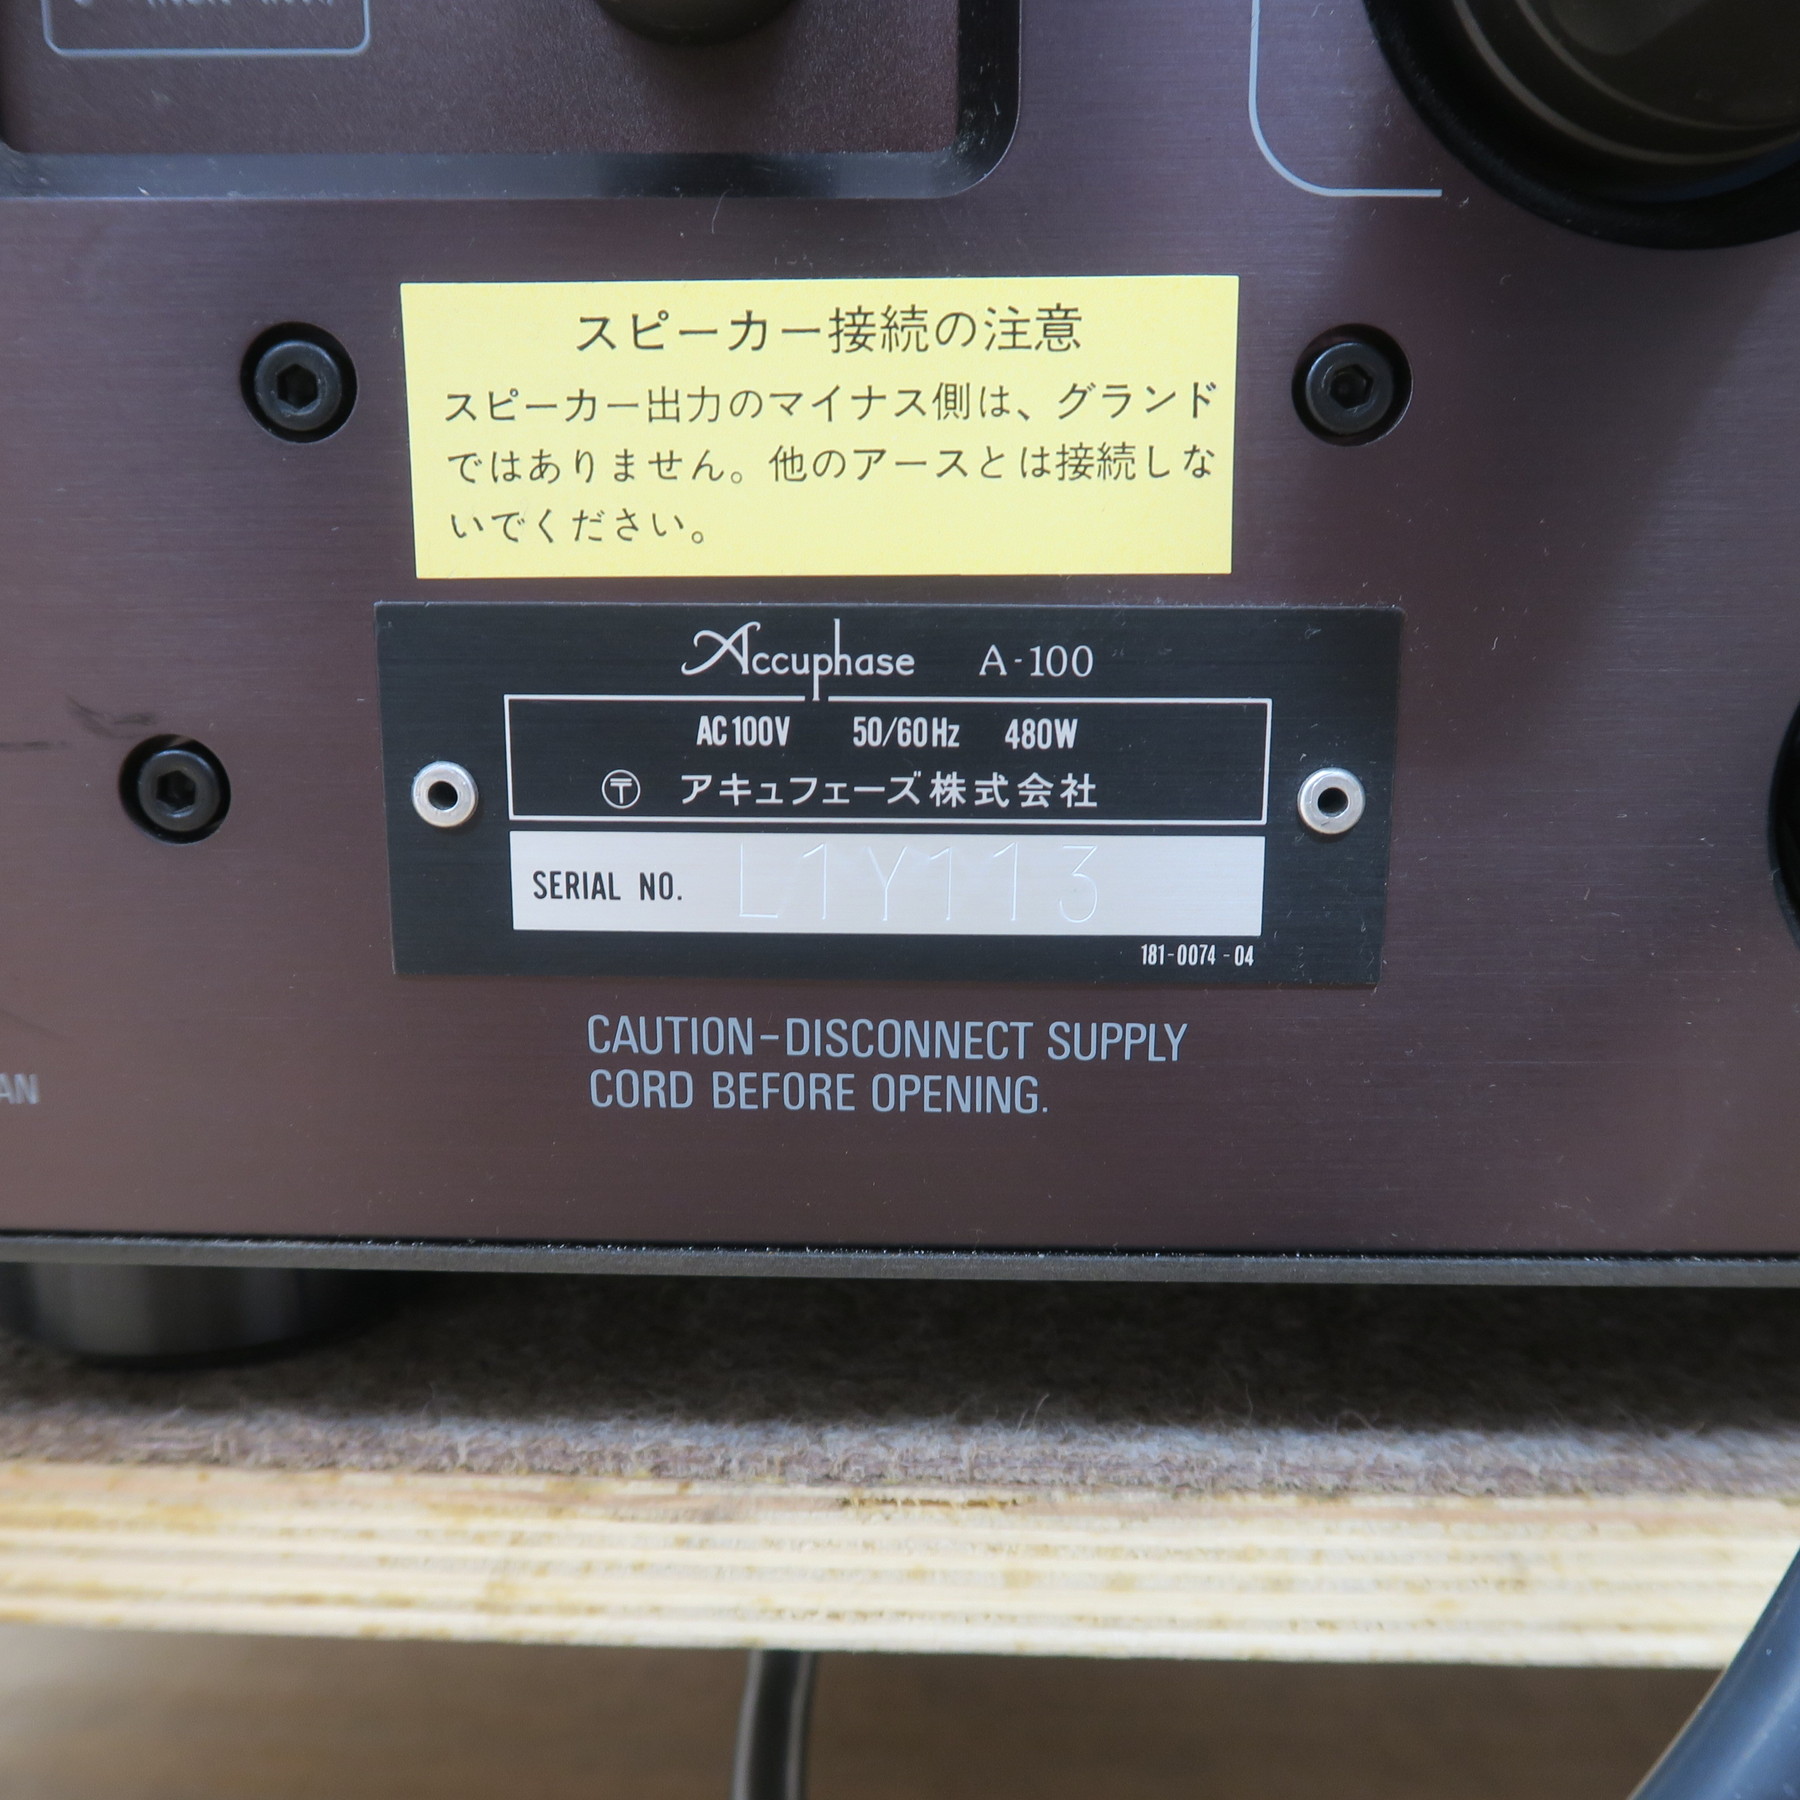 スピーカー接続の注意
スピーカー出力のマイナス側は、グランド
ではありません。他のアースとは接続しな
いでください。
Accuphase A-100
AC100V 50/60Hz 480W
〶 アキュフェーズ株式会社
SERIAL NO. L1Y113
181-0074-04
CAUTION-DISCONNECT SUPPLY
CORD BEFORE OPENING.
AN